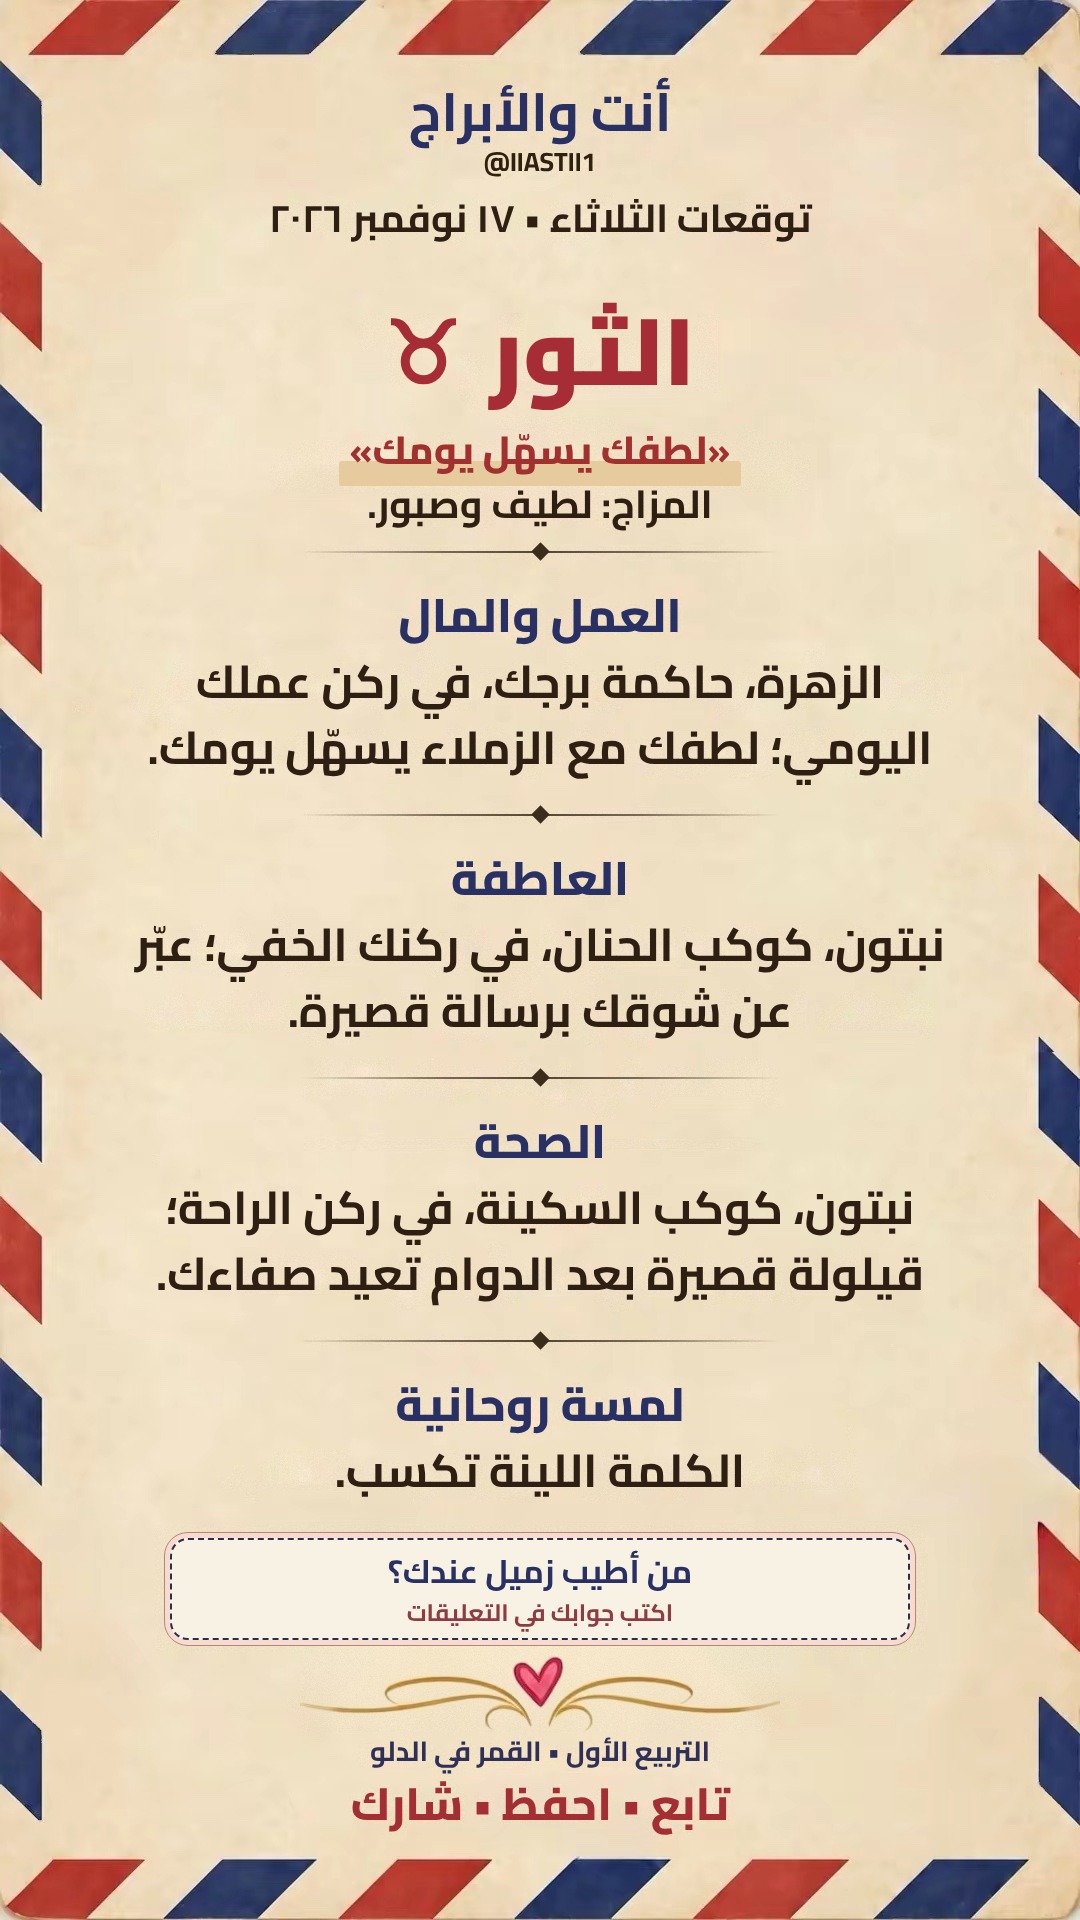 أنت والأبراج
@IIASTII1
توقعات الثلاثاء ▪ ١٧ نوفمبر ٢٠٢٦
الثور ♉
«لطفك يسهّل يومك»
المزاج: لطيف وصبور.
العمل والمال
الزهرة، حاكمة برجك، في ركن عملك
اليومي؛ لطفك مع الزملاء يسهّل يومك.
العاطفة
نبتون، كوكب الحنان، في ركنك الخفي؛ عبّر
عن شوقك برسالة قصيرة.
الصحة
نبتون، كوكب السكينة، في ركن الراحة؛
قيلولة قصيرة بعد الدوام تعيد صفاءك.
لمسة روحانية
الكلمة اللينة تكسب.
من أطيب زميل عندك؟
اكتب جوابك في التعليقات
التربيع الأول ▪ القمر في الدلو
تابع ▪ احفظ ▪ شارك